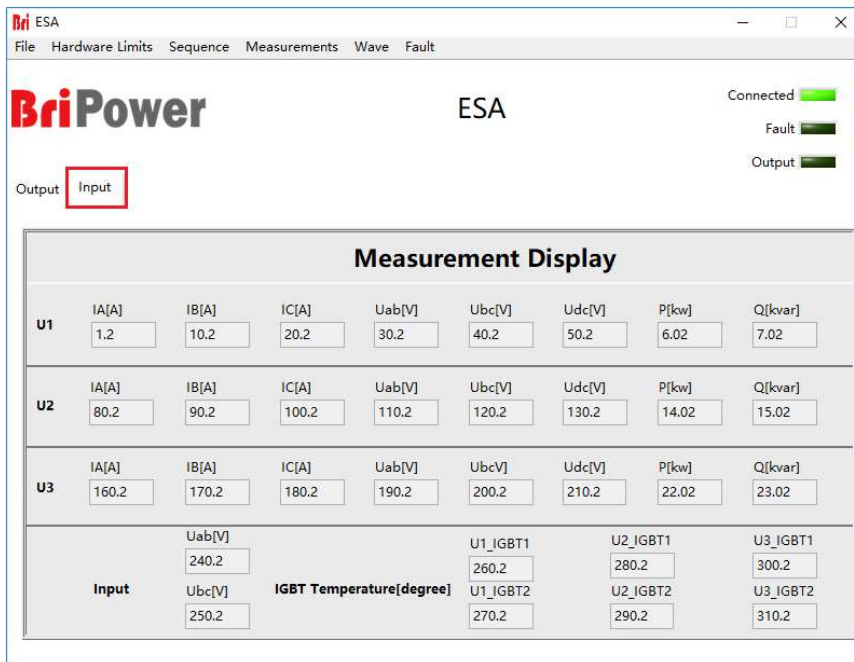 Bri ESA
File Hardware Limits Sequence Measurements Wave Fault
BriPower
ESA
Connected
Fault
Output
Output Input
Measurement Display
IA[A] IB[A] IC[A] Uab[V] Ubc[V] Udc[V] P[kw] Q[kvar]
U1 1.2 10.2 20.2 30.2 40.2 50.2 6.02 7.02
IA[A] IB[A] IC[A] Uab[V] Ubc[V] Udc[V] P[kw] Q[kvar]
U2 80.2 90.2 100.2 110.2 120.2 130.2 14.02 15.02
IA[A] IB[A] IC[A] Uab[V] UbcV] Udc[V] P[kw] Q[kvar]
U3 160.2 170.2 180.2 190.2 200.2 210.2 22.02 23.02
Uab[V] U1_IGBT1 U2_IGBT1 U3_IGBT1
240.2 260.2 280.2 300.2
Input Ubc[V] IGBT Temperature[degree] U1_IGBT2 U2_IGBT2 U3_IGBT2
250.2 270.2 290.2 310.2